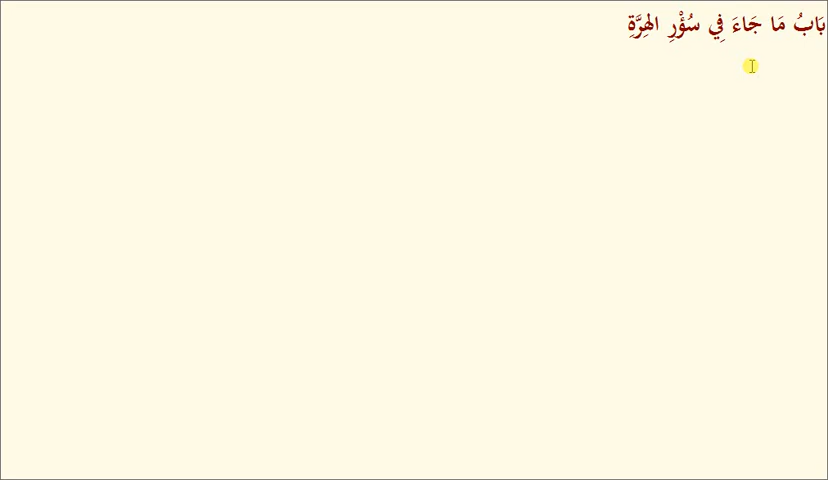 بَابُ مَا جَاءَ فِي سُؤْرِ الهِرَّةِ